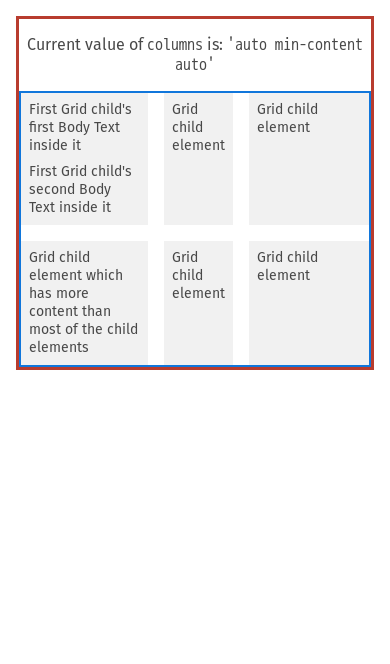 Current value of columns is: 'auto min-content
auto'
First Grid child's
first Body Text
inside it
First Grid child's
second Body
Text inside it
Grid
child
element
Grid child
element
Grid child
element which
has more
content than
most of the child
elements
Grid
child
element
Grid child
element